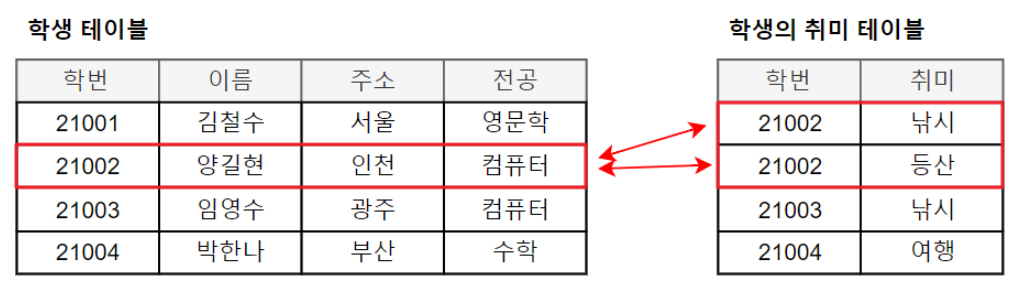 학생 테이블
학번 이름 주소 전공
21001 김철수 서울 영문학
21002 양길현 인천 컴퓨터
21003 임영수 광주 컴퓨터
21004 박한나 부산 수학
학생의 취미 테이블
학번 취미
21002 낚시
21002 등산
21003 낚시
21004 여행